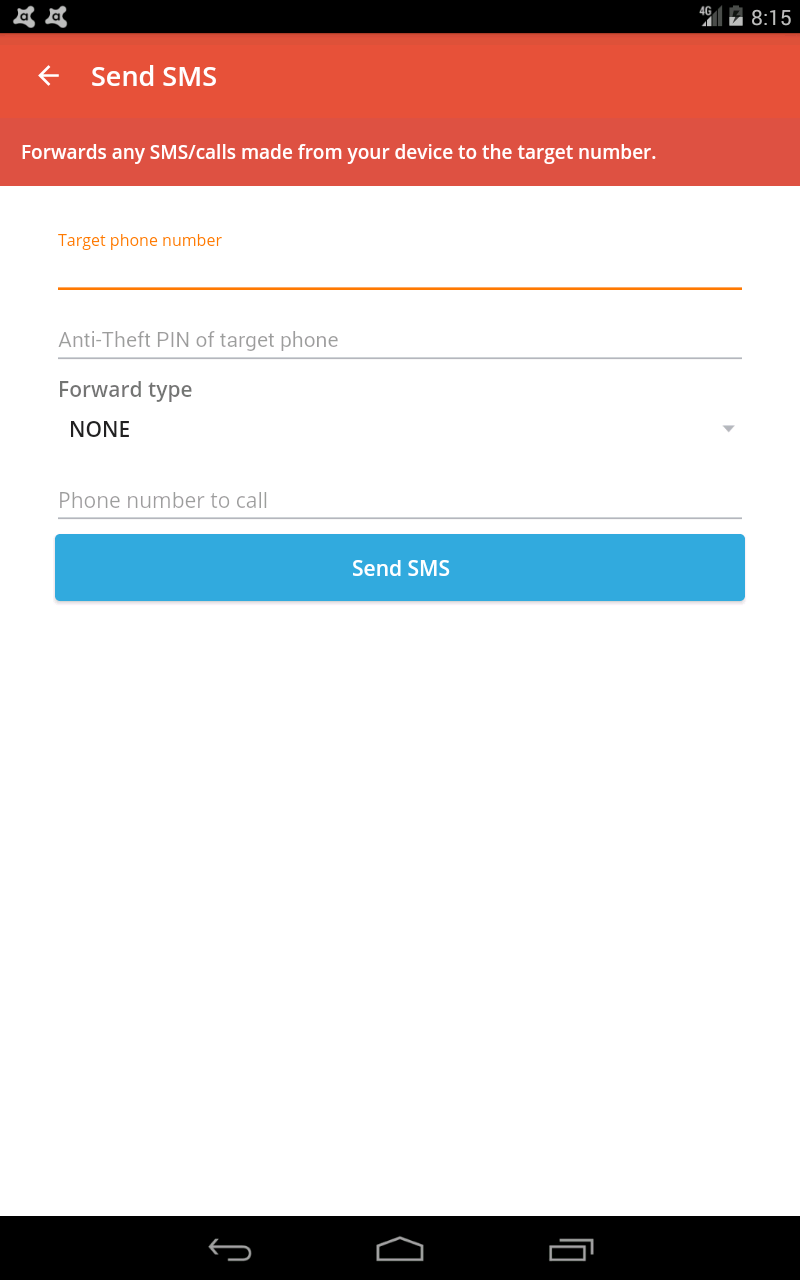 4G 8:15
Send SMS
Forwards any SMS/calls made from your device to the target number.
Target phone number
Anti-Theft PIN of target phone
Forward type
NONE
Phone number to call
Send SMS